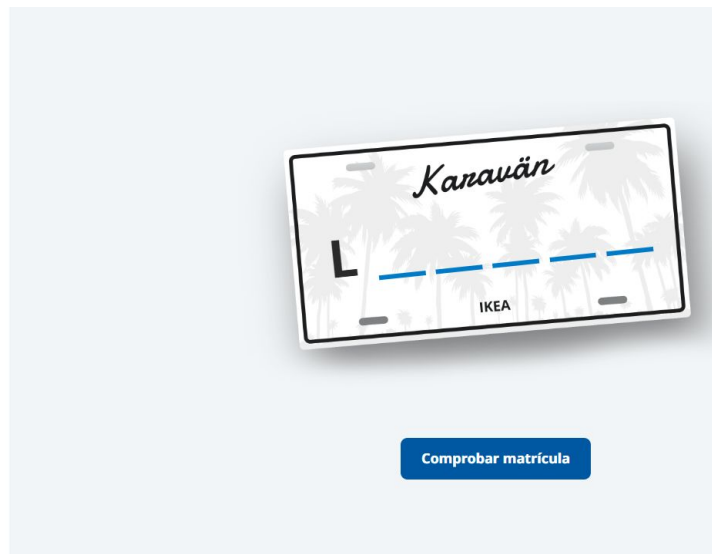 Karavän
L _ _ _ _ _
IKEA
Comprobar matrícula